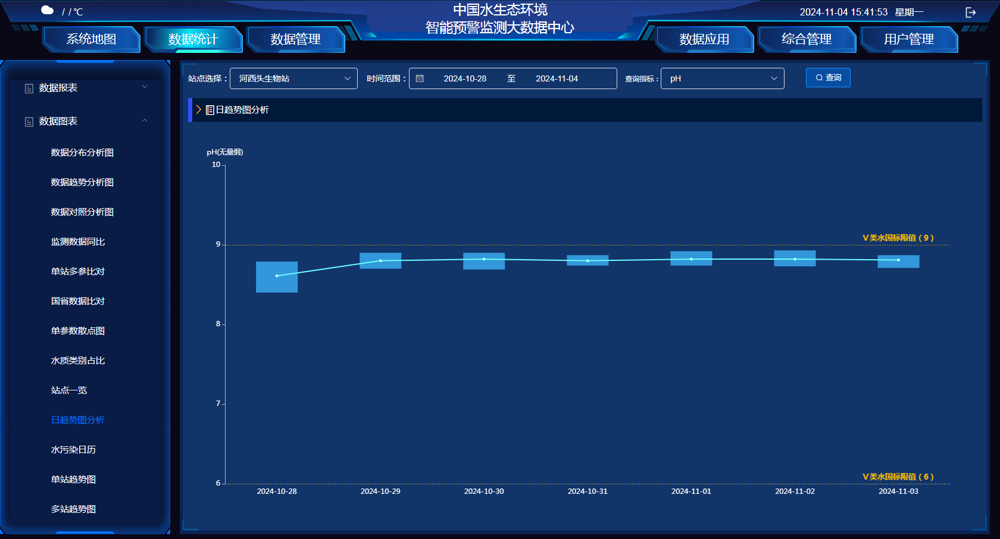 / / ℃
中国水生态环境
智能预警监测大数据中心
2024-11-04 15:41:53 星期一
系统地图
数据统计
数据管理
数据应用
综合管理
用户管理
数据报表
数据图表
数据分布分析图
数据趋势分析图
数据对照分析图
监测数据同比
单站多参比对
国省数据比对
单参数散点图
水质类别占比
站点一览
日趋势图分析
水污染日历
单站趋势图
多站趋势图
站点选择： 河西头生物站 时间范围： 2024-10-28 至 2024-11-04 查询指标： pH 查询
日趋势图分析
pH(无量纲)
10
9
8
7
6
V 类水国标限值 ( 9 )
V 类水国标限值 ( 6 )
2024-10-28 2024-10-29 2024-10-30 2024-10-31 2024-11-01 2024-11-02 2024-11-03